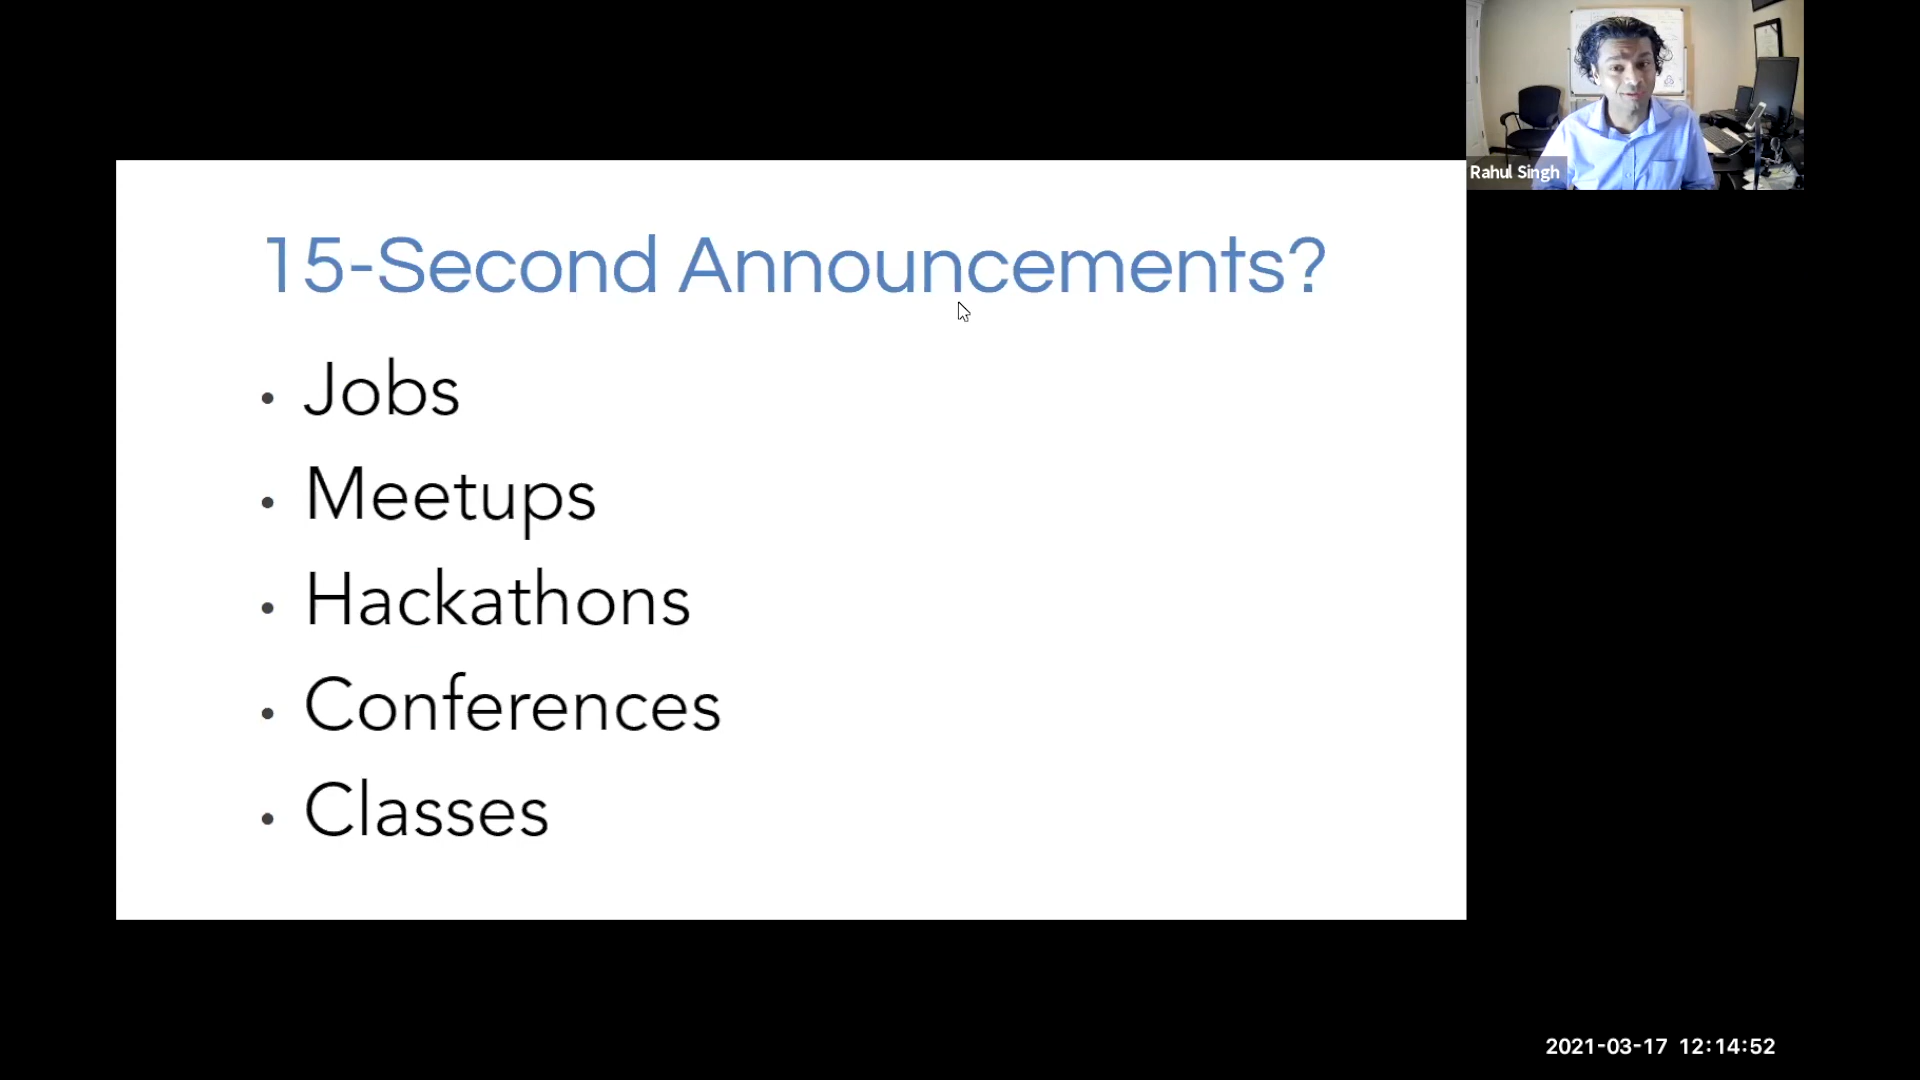 Rahul Singh
15-Second Announcements?
• Jobs
• Meetups
• Hackathons
• Conferences
• Classes
2021-03-17 12:14:52